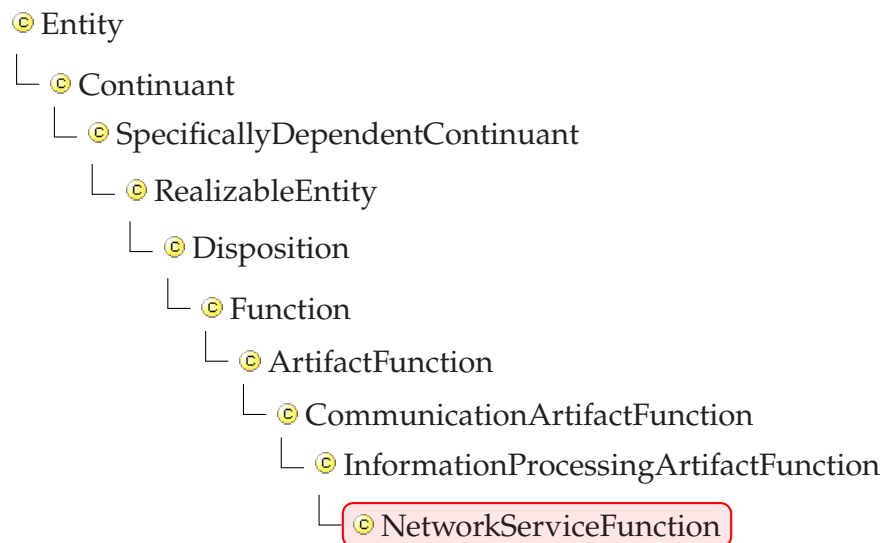 Entity
Continuant
SpecificallyDependentContinuant
RealizableEntity
Disposition
Function
ArtifactFunction
CommunicationArtifactFunction
InformationProcessingArtifactFunction
NetworkServiceFunction